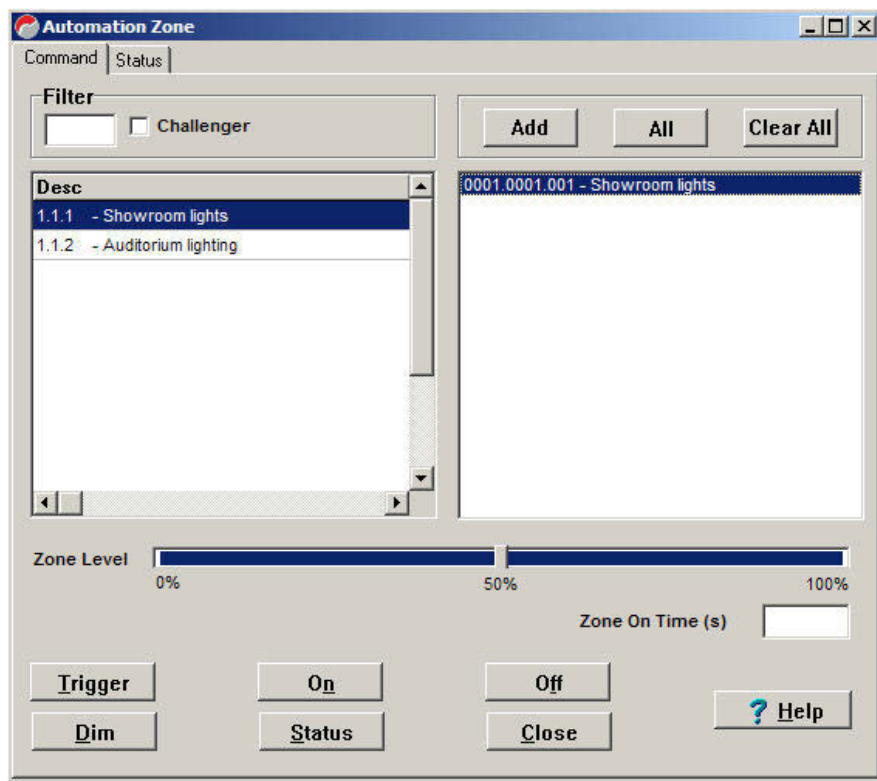 Automation Zone
Command Status
Filter
Challenger
Add All Clear All
Desc
1.1.1 - Showroom lights
1.1.2 - Auditorium lighting
0001.0001.001 - Showroom lights
Zone Level
0% 50% 100%
Zone On Time (s)
Trigger On Off
Dim Status Close
? Help